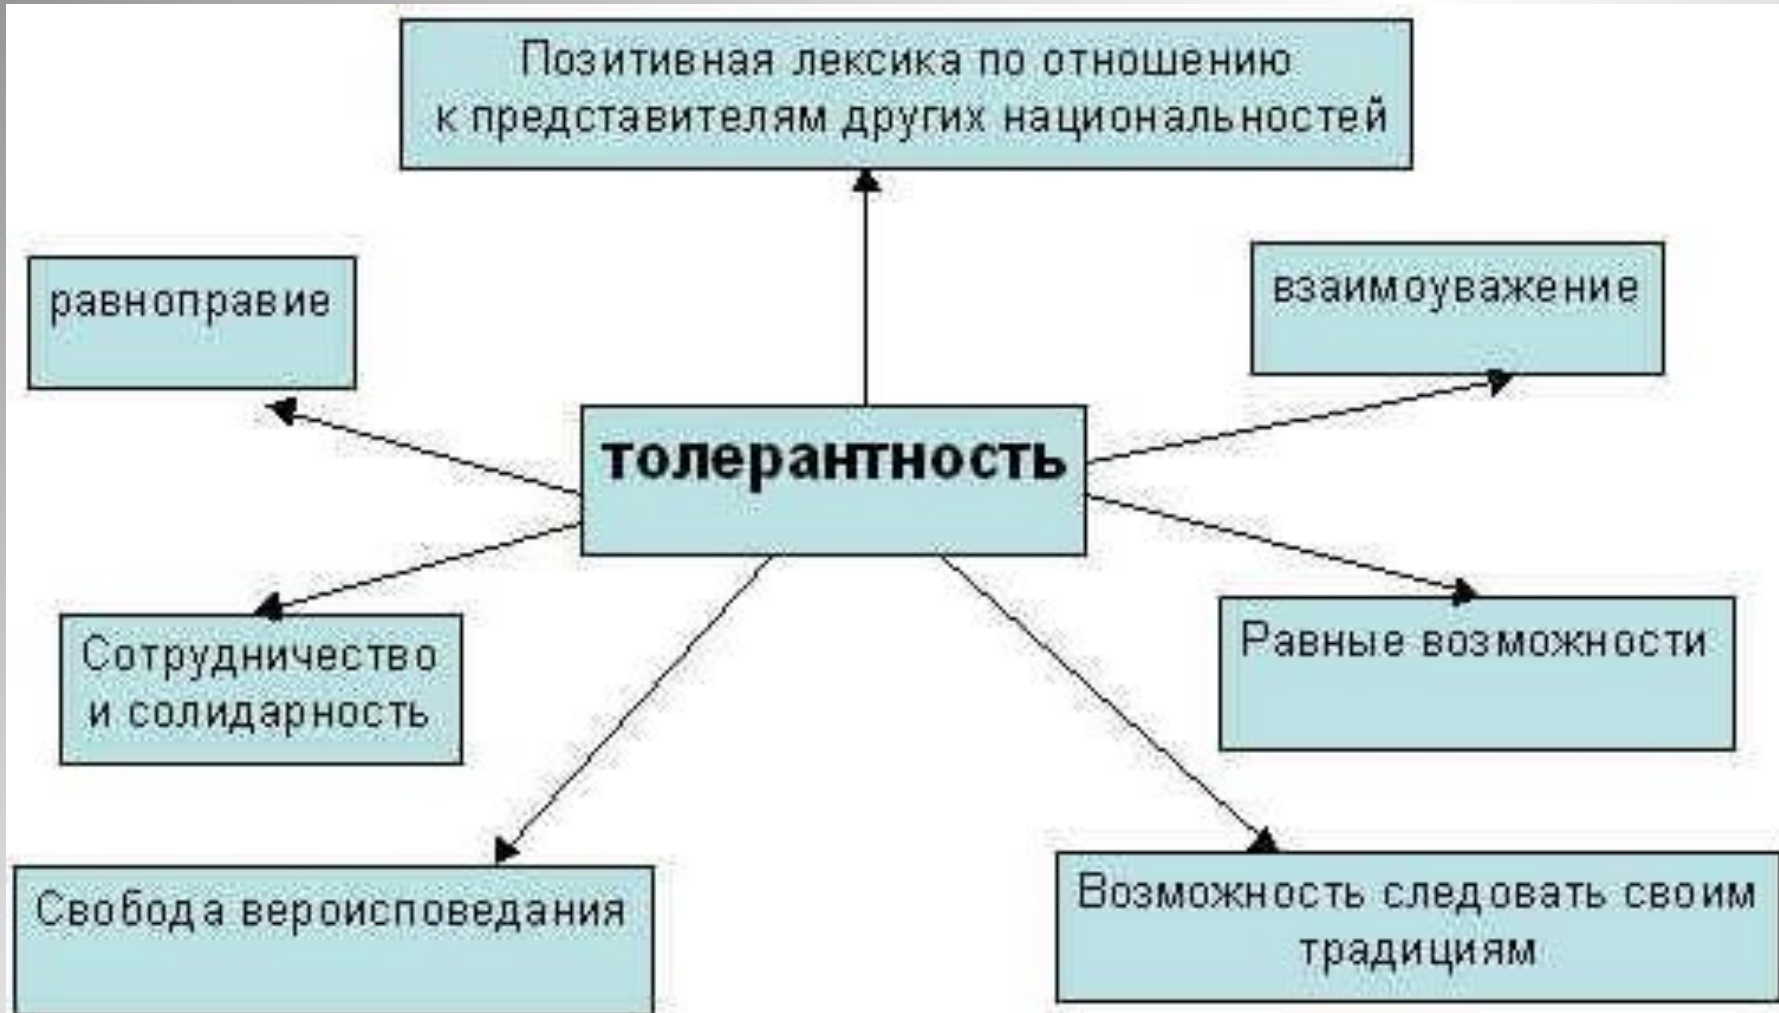 Позитивная лексика по отношению
к представителям других национальностей
равноправие
взаимоуважение
толерантность
Сотрудничество
и солидарность
Равные возможности
Свобода вероисповедания
Возможность следовать своим
традициям